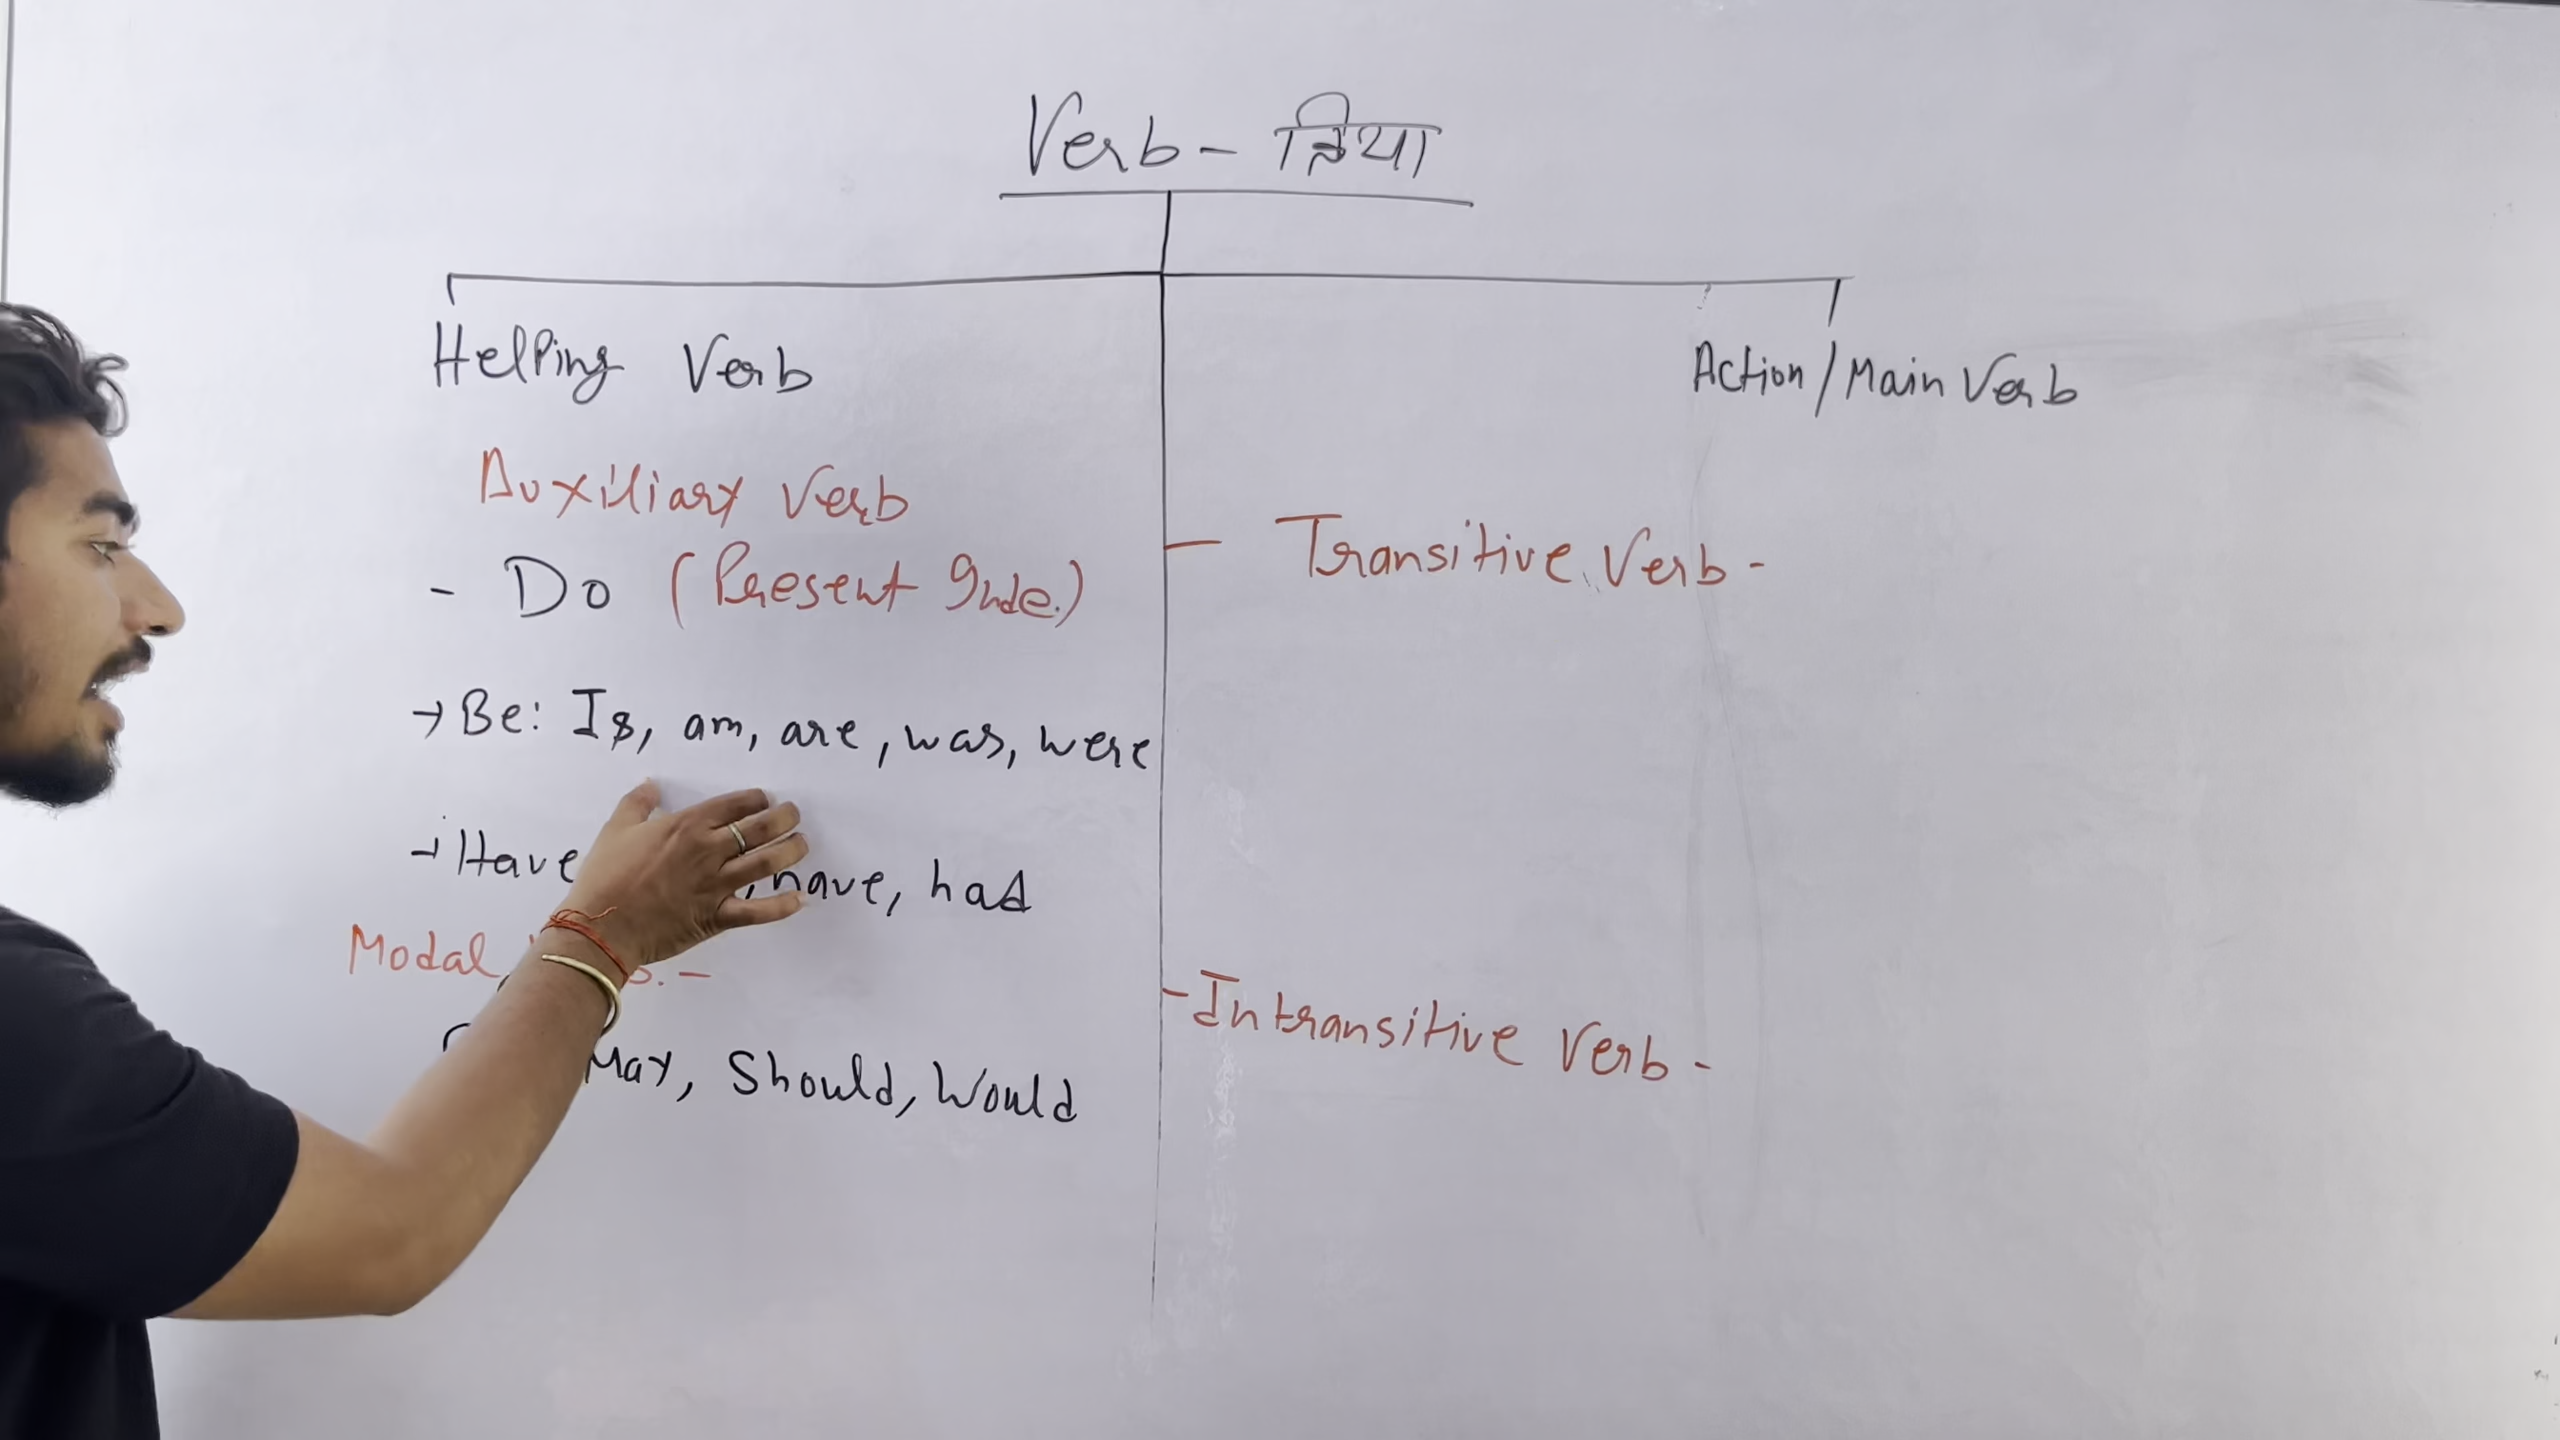 Verb - क्रिया
Helping Verb
Auxiliary Verb
- Do (Present Inde.)
→ Be: Is, am, are, was, were
→ Have , have, had
Modal -
May, Should, Would
Action / Main Verb
- Transitive Verb -
- Intransitive Verb -